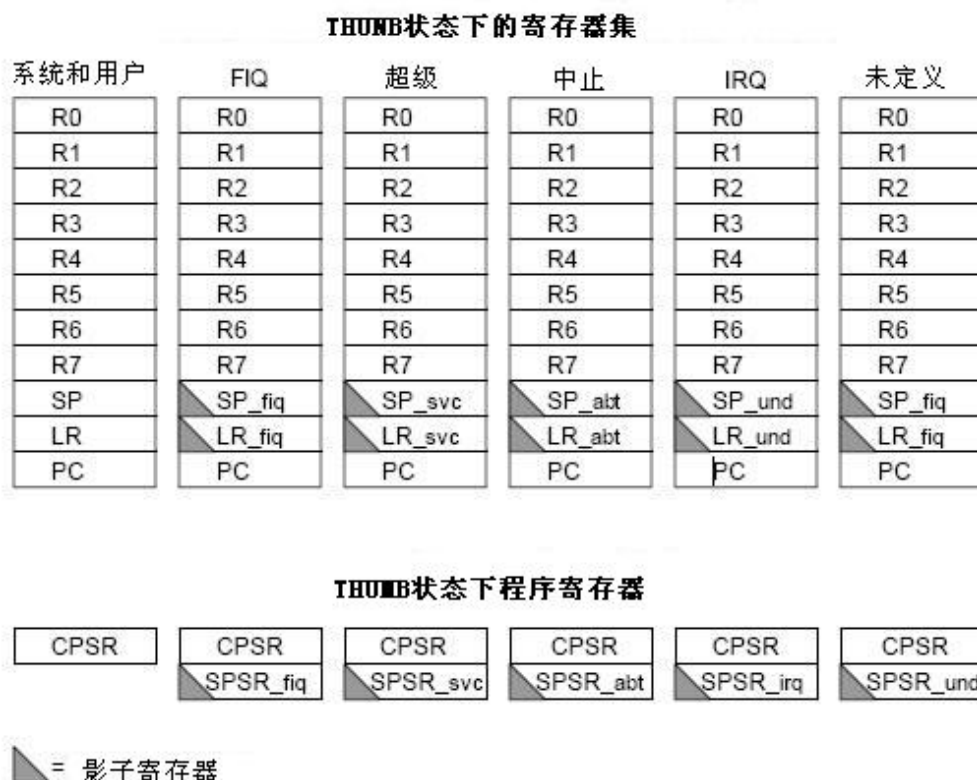 THUMB状态下的寄存器集
系统和用户 FIQ 超级 中止 IRQ 未定义
R0 R0 R0 R0 R0 R0
R1 R1 R1 R1 R1 R1
R2 R2 R2 R2 R2 R2
R3 R3 R3 R3 R3 R3
R4 R4 R4 R4 R4 R4
R5 R5 R5 R5 R5 R5
R6 R6 R6 R6 R6 R6
R7 R7 R7 R7 R7 R7
SP SP_fiq SP_svc SP_abt SP_und SP_fiq
LR LR_fiq LR_svc LR_abt LR_und LR_fiq
PC PC PC PC PC PC
THUMB状态下程序寄存器
CPSR CPSR CPSR CPSR CPSR CPSR
SPSR_fiq SPSR_svc SPSR_abt SPSR_irq SPSR_und
= 影子寄存器